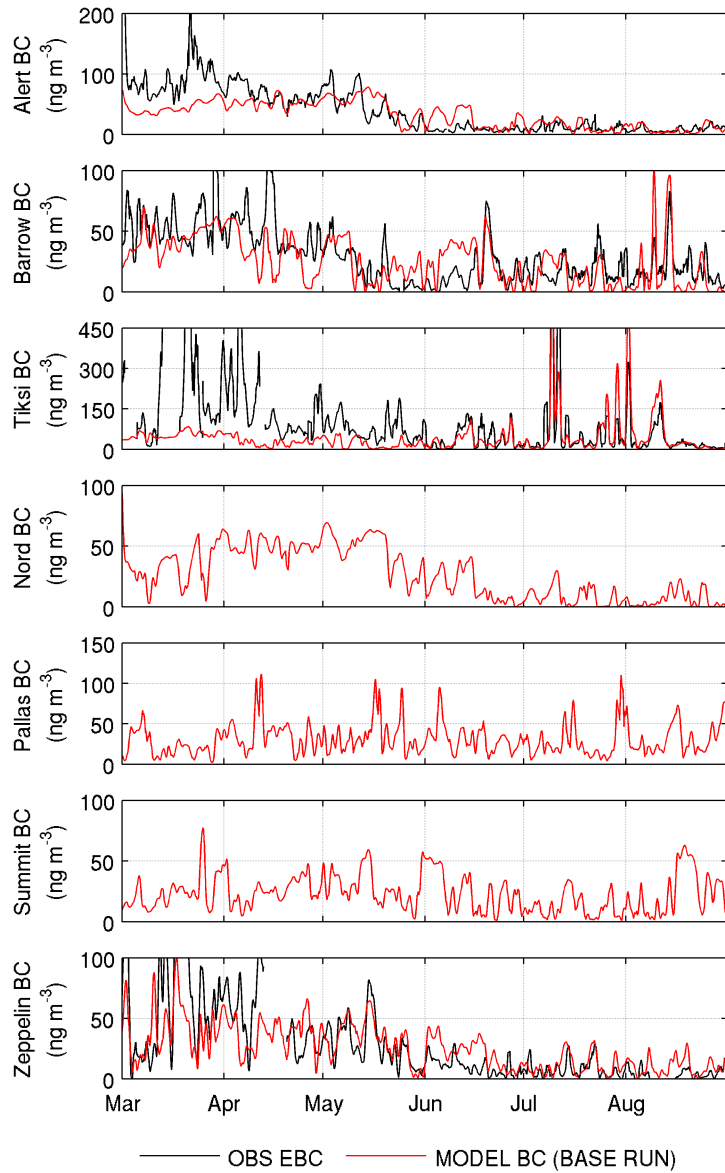 Alert BC
(ng m⁻³)
200
100
0
Barrow BC
(ng m⁻³)
100
50
0
Tiksi BC
(ng m⁻³)
450
300
150
0
Nord BC
(ng m⁻³)
100
50
0
Pallas BC
(ng m⁻³)
150
100
50
0
Summit BC
(ng m⁻³)
100
50
0
Zeppelin BC
(ng m⁻³)
100
50
0
Mar Apr May Jun Jul Aug
OBS EBC MODEL BC (BASE RUN)